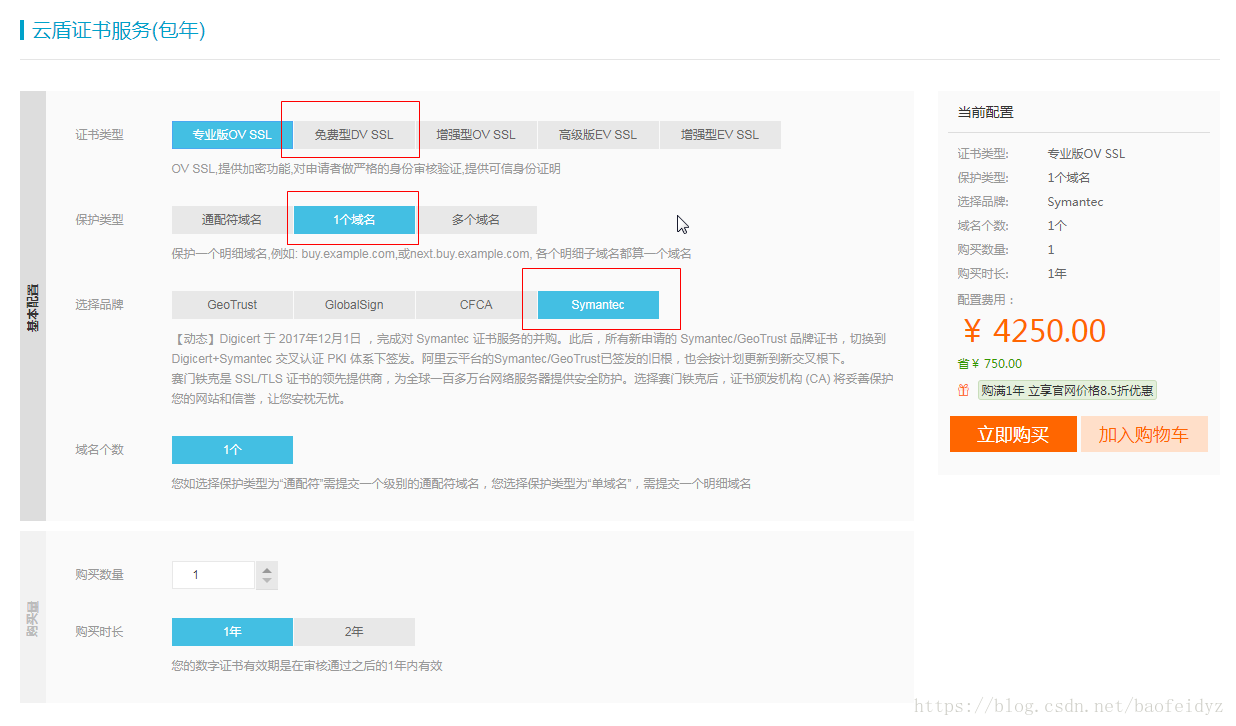 云盾证书服务(包年)
基本配置
证书类型
专业版OV SSL 免费型DV SSL 增强型OV SSL 高级版EV SSL 增强型EV SSL
OV SSL,提供加密功能,对申请者做严格的身份审核验证,提供可信身份证明
保护类型
通配符域名 1个域名 多个域名
保护一个明细域名,例如: buy.example.com,或next.buy.example.com, 各个明细子域名都算一个域名
选择品牌
GeoTrust GlobalSign CFCA Symantec
【动态】Digicert 于 2017年12月1日 ，完成对 Symantec 证书服务的并购。此后，所有新申请的 Symantec/GeoTrust 品牌证书，切换到
Digicert+Symantec 交叉认证 PKI 体系下签发。阿里云平台的Symantec/GeoTrust已签发的旧根，也会按计划更新到新交叉根下。
赛门铁克是 SSL/TLS 证书的领先提供商，为全球一百多万台网络服务器提供安全防护。选择赛门铁克后，证书颁发机构 (CA) 将妥善保护
您的网站和信誉，让您安枕无忧。
域名个数
1个
您如选择保护类型为“通配符”需提交一个级别的通配符域名，您选择保护类型为“单域名”，需提交一个明细域名
购买量
购买数量
1
购买时长
1年 2年
您的数字证书有效期是在审核通过之后的1年内有效
当前配置
证书类型: 专业版OV SSL
保护类型: 1个域名
选择品牌: Symantec
域名个数: 1个
购买数量: 1
购买时长: 1年
配置费用：
¥ 4250.00
省¥ 750.00
购满1年 立享官网价格8.5折优惠
立即购买 加入购物车
https://blog.csdn.net/baofeidyz